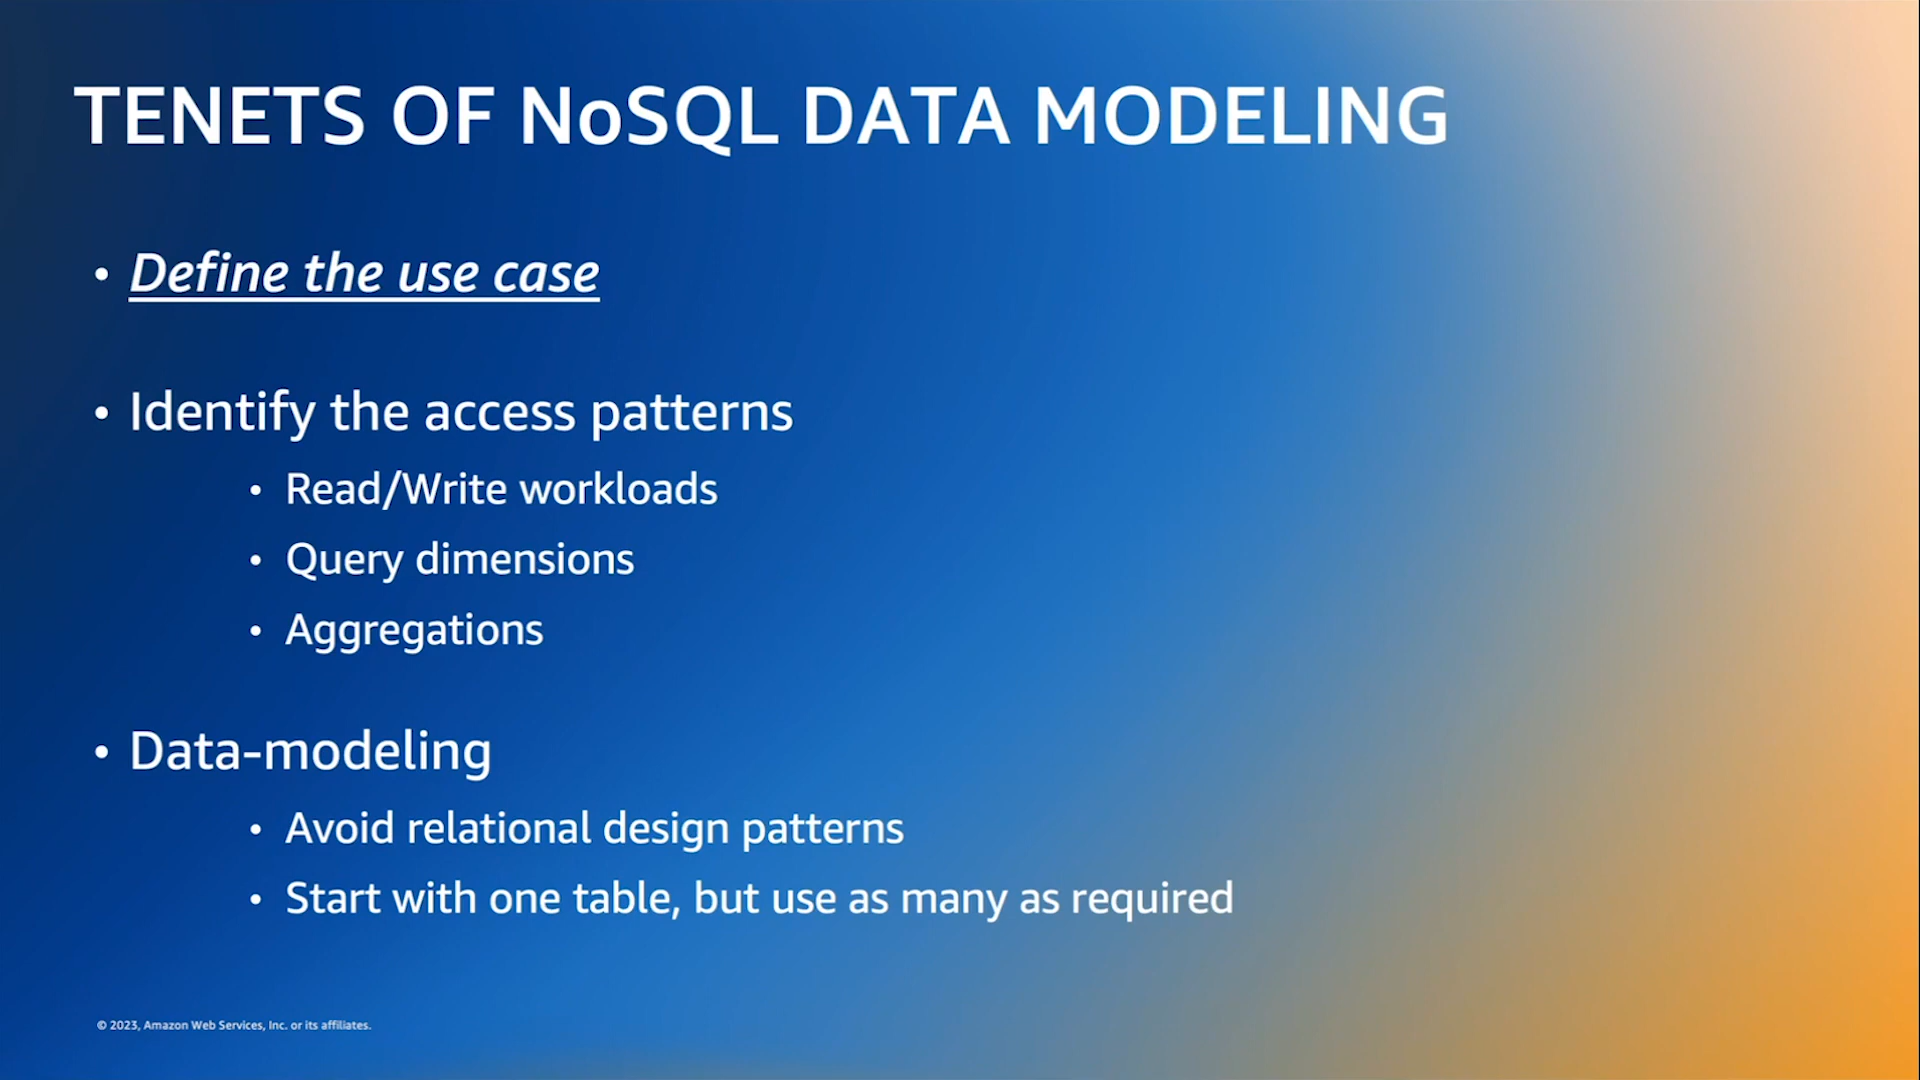 TENETS OF NoSQL DATA MODELING
• Define the use case
• Identify the access patterns
• Read/Write workloads
• Query dimensions
• Aggregations
• Data-modeling
• Avoid relational design patterns
• Start with one table, but use as many as required
© 2023, Amazon Web Services, Inc. or its affiliates.